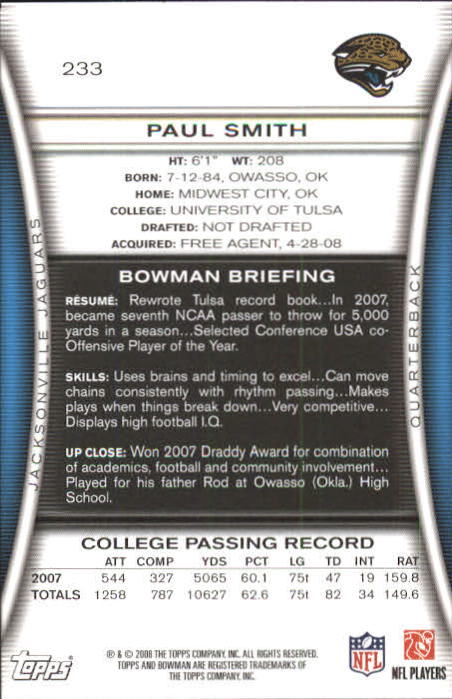 233
PAUL SMITH
HT: 6'1" WT: 208
BORN: 7-12-84, OWASSO, OK
HOME: MIDWEST CITY, OK
COLLEGE: UNIVERSITY OF TULSA
DRAFTED: NOT DRAFTED
ACQUIRED: FREE AGENT, 4-28-08
JACKSONVILLE JAGUARS
QUARTERBACK
BOWMAN BRIEFING
RÉSUMÉ: Rewrote Tulsa record book...In 2007,
became seventh NCAA passer to throw for 5,000
yards in a season...Selected Conference USA co-
Offensive Player of the Year.
SKILLS: Uses brains and timing to excel...Can move
chains consistently with rhythm passing...Makes
plays when things break down...Very competitive...
Displays high football I.Q.
UP CLOSE: Won 2007 Draddy Award for combination
of academics, football and community involvement...
Played for his father Rod at Owasso (Okla.) High
School.
COLLEGE PASSING RECORD
ATT COMP YDS PCT LG TD INT RAT
2007 544 327 5065 60.1 75t 47 19 159.8
TOTALS 1258 787 10627 62.6 75t 82 34 149.6
Topps
® & © 2008 THE TOPPS COMPANY, INC. ALL RIGHTS RESERVED.
TOPPS AND BOWMAN ARE REGISTERED TRADEMARKS OF
THE TOPPS COMPANY, INC.
NFL
NFL PLAYERS